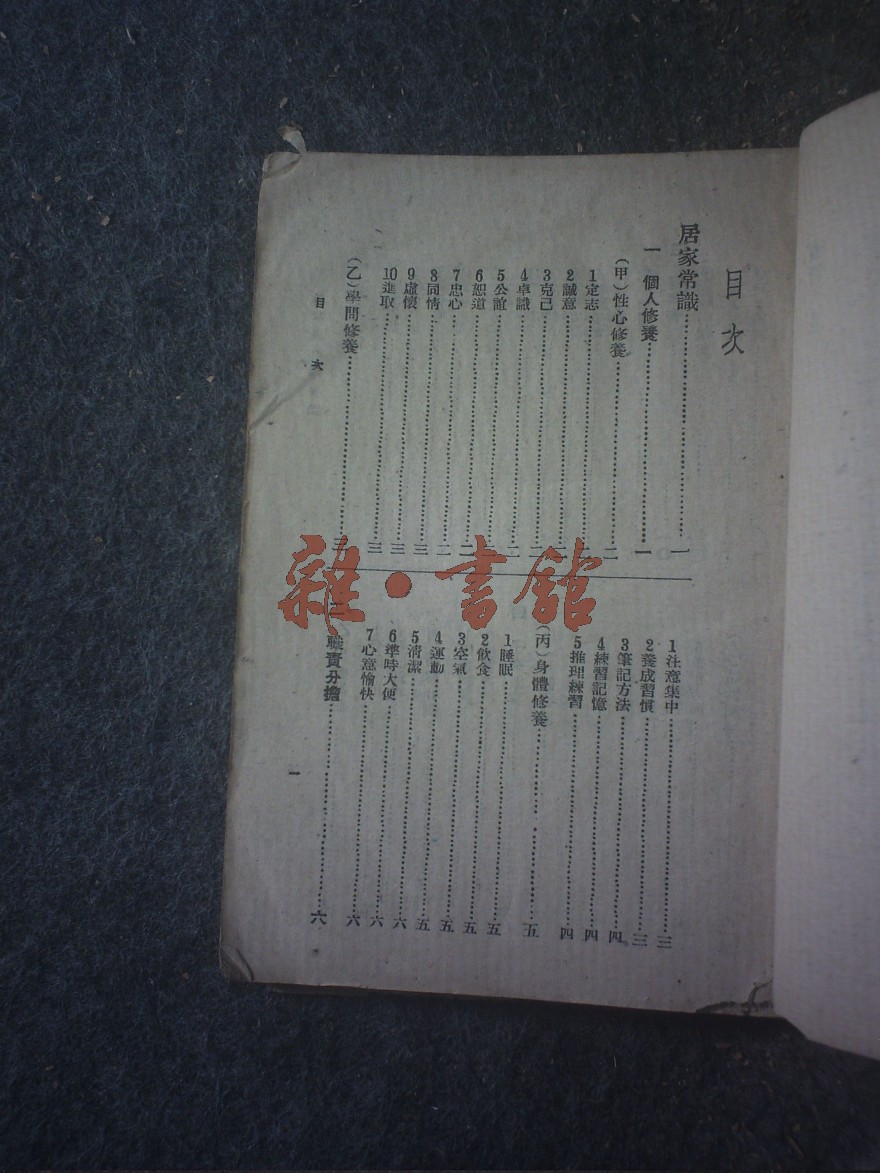 目次
居家常識……一
一 個人修養……一
（甲）性心修養……二
1定志……二
2誠意……二
3克己……二
4卓識……二
5公誼……二
6恕道……二
7忠心……二
8同情……三
9虛懷……三
10進取……三
（乙）學問修養……三
1注意集中……三
2養成習慣……三
3筆記方法……四
4練習記憶……四
5推理練習……四
（丙）身體修養……五
1睡眠……五
2飲食……五
3空氣……五
4運動……五
5清潔……六
6準時大便……六
7心意愉快……六
二 職責分擔……六
目次
一
雜·書館